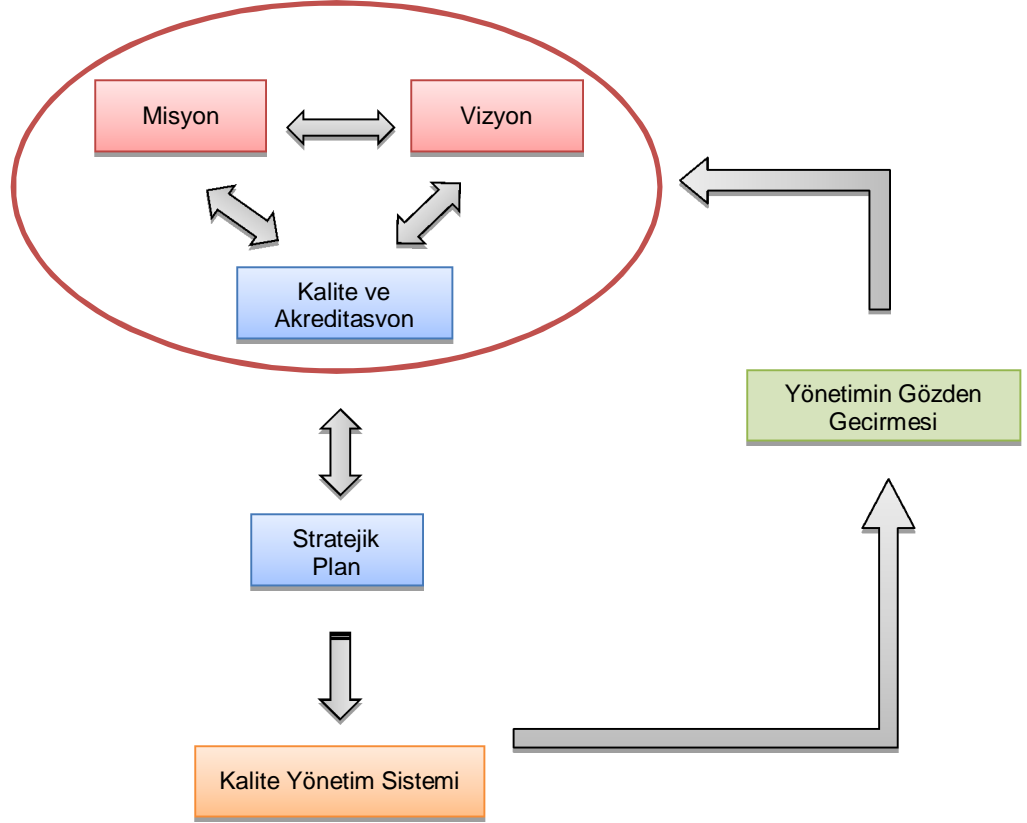 Misyon
Vizyon
Kalite ve
Akreditasvon
Yönetimin Gözden
Gecirmesi
Stratejik
Plan
Kalite Yönetim Sistemi